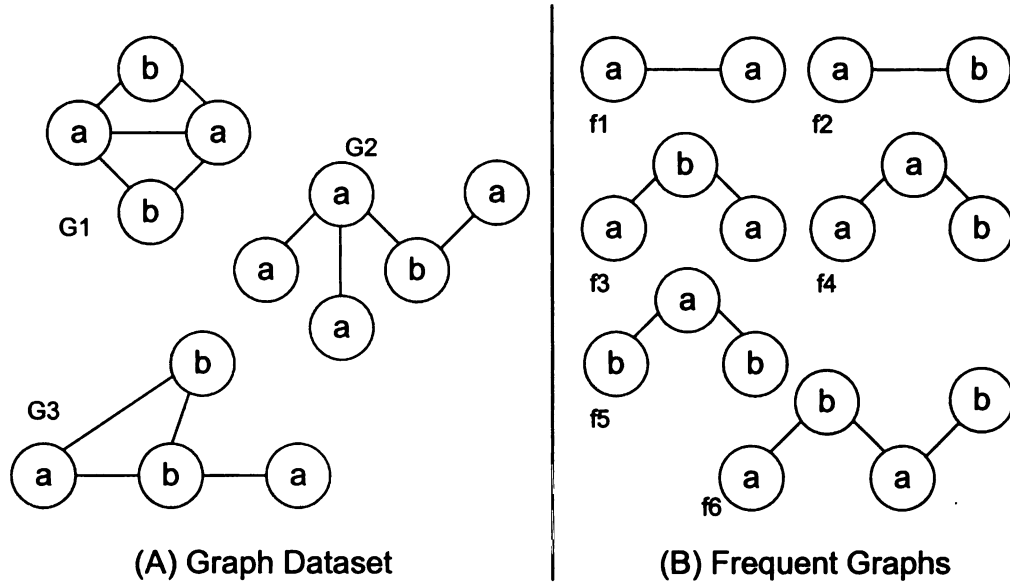 b
a a
b
G1
G2
a a
a b
a
b
G3
a b a
(A) Graph Dataset
a a
f1
a b
f2
b
a a
f3
a
a b
f4
a
b b
f5
b b
a a
f6
(B) Frequent Graphs